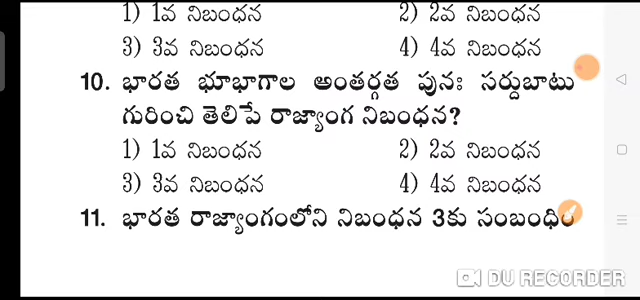 1) 1వ నిబంధన 2) 2వ నిబంధన
3) 3వ నిబంధన 4) 4వ నిబంధన
10. భారత భూభాగాల అంతర్గత పునః సర్దుబాటు
గురించి తెలిపే రాజ్యాంగ నిబంధన?
1) 1వ నిబంధన 2) 2వ నిబంధన
3) 3వ నిబంధన 4) 4వ నిబంధన
11. భారత రాజ్యాంగంలోని నిబంధన 3కు సంబంధిం
DU RECORDER